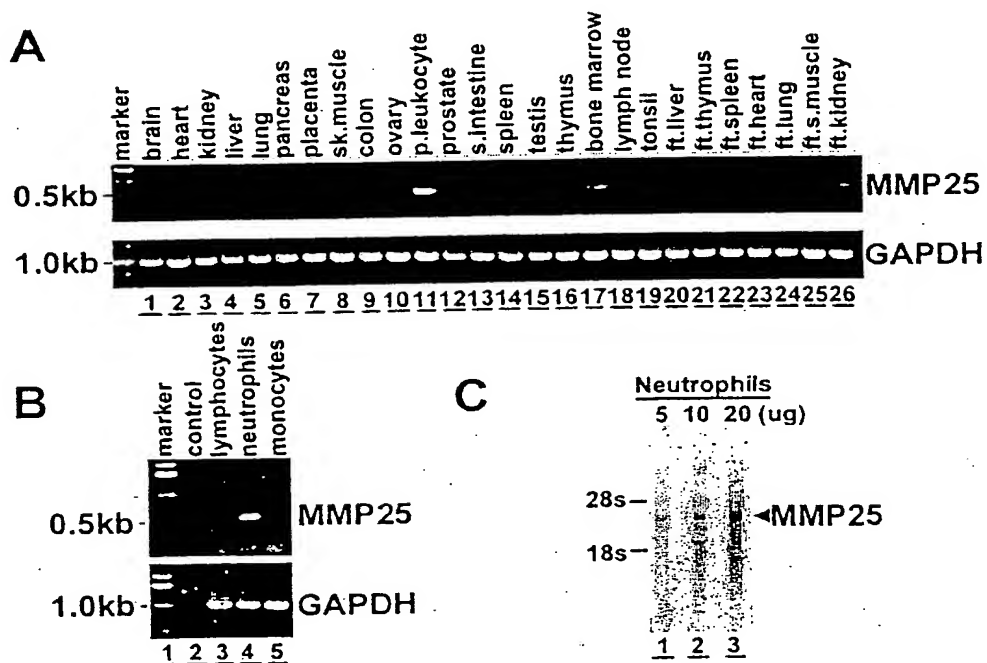 A
marker
brain
heart
kidney
liver
lung
pancreas
placenta
sk.muscle
colon
ovary
p.leukocyte
prostate
s.intestine
spleen
testis
thymus
bone marrow
lymph node
tonsil
ft.liver
ft.thymus
ft.spleen
ft.heart
ft.lung
ft.s.muscle
ft.kidney
0.5kb
MMP25
1.0kb
GAPDH
1 2 3 4 5 6 7 8 9 10 11 12 13 14 15 16 17 18 19 20 21 22 23 24 25 26
B
marker
control
lymphocytes
neutrophils
monocytes
0.5kb
MMP25
1.0kb
GAPDH
1 2 3 4 5
C
Neutrophils
5 10 20 (ug)
28s
MMP25
18s
1 2 3